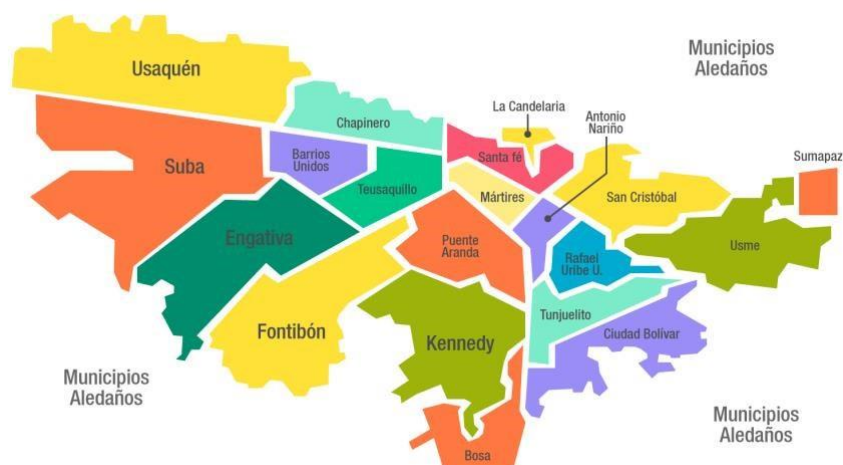 Usaquén
Municipios
Aledaños
La Candelaria
Antonio
Nariño
Chapinero
Suba
Barrios
Unidos
Santa fé
Sumapaz
Teusaquillo
Mártires
San Cristóbal
Engativa
Puente
Aranda
Usme
Rafael
Uribe U.
Fontibón
Kennedy
Tunjuelito
Ciudad Bolívar
Municipios
Aledaños
Municipios
Aledaños
Bosa